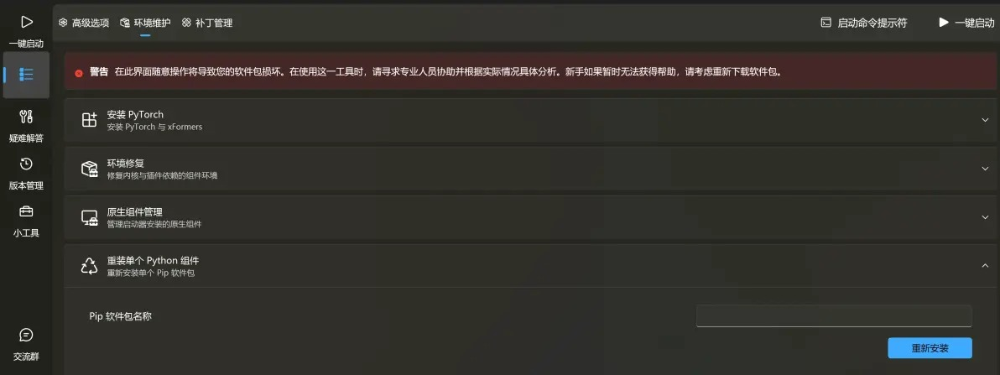 一键启动
疑难解答
版本管理
小工具
交流群
高级选项 环境维护 补丁管理
启动命令提示符 一键启动
警告 在此界面随意操作将导致您的软件包损坏。在使用这一工具时，请寻求专业人员协助并根据实际情况具体分析。新手如果暂时无法获得帮助，请考虑重新下载软件包。
安装 PyTorch
安装 PyTorch 与 xFormers
环境修复
修复内核与插件依赖的组件环境
原生组件管理
管理启动器安装的原生组件
重装单个 Python 组件
重新安装单个 Pip 软件包
Pip 软件包名称
重新安装